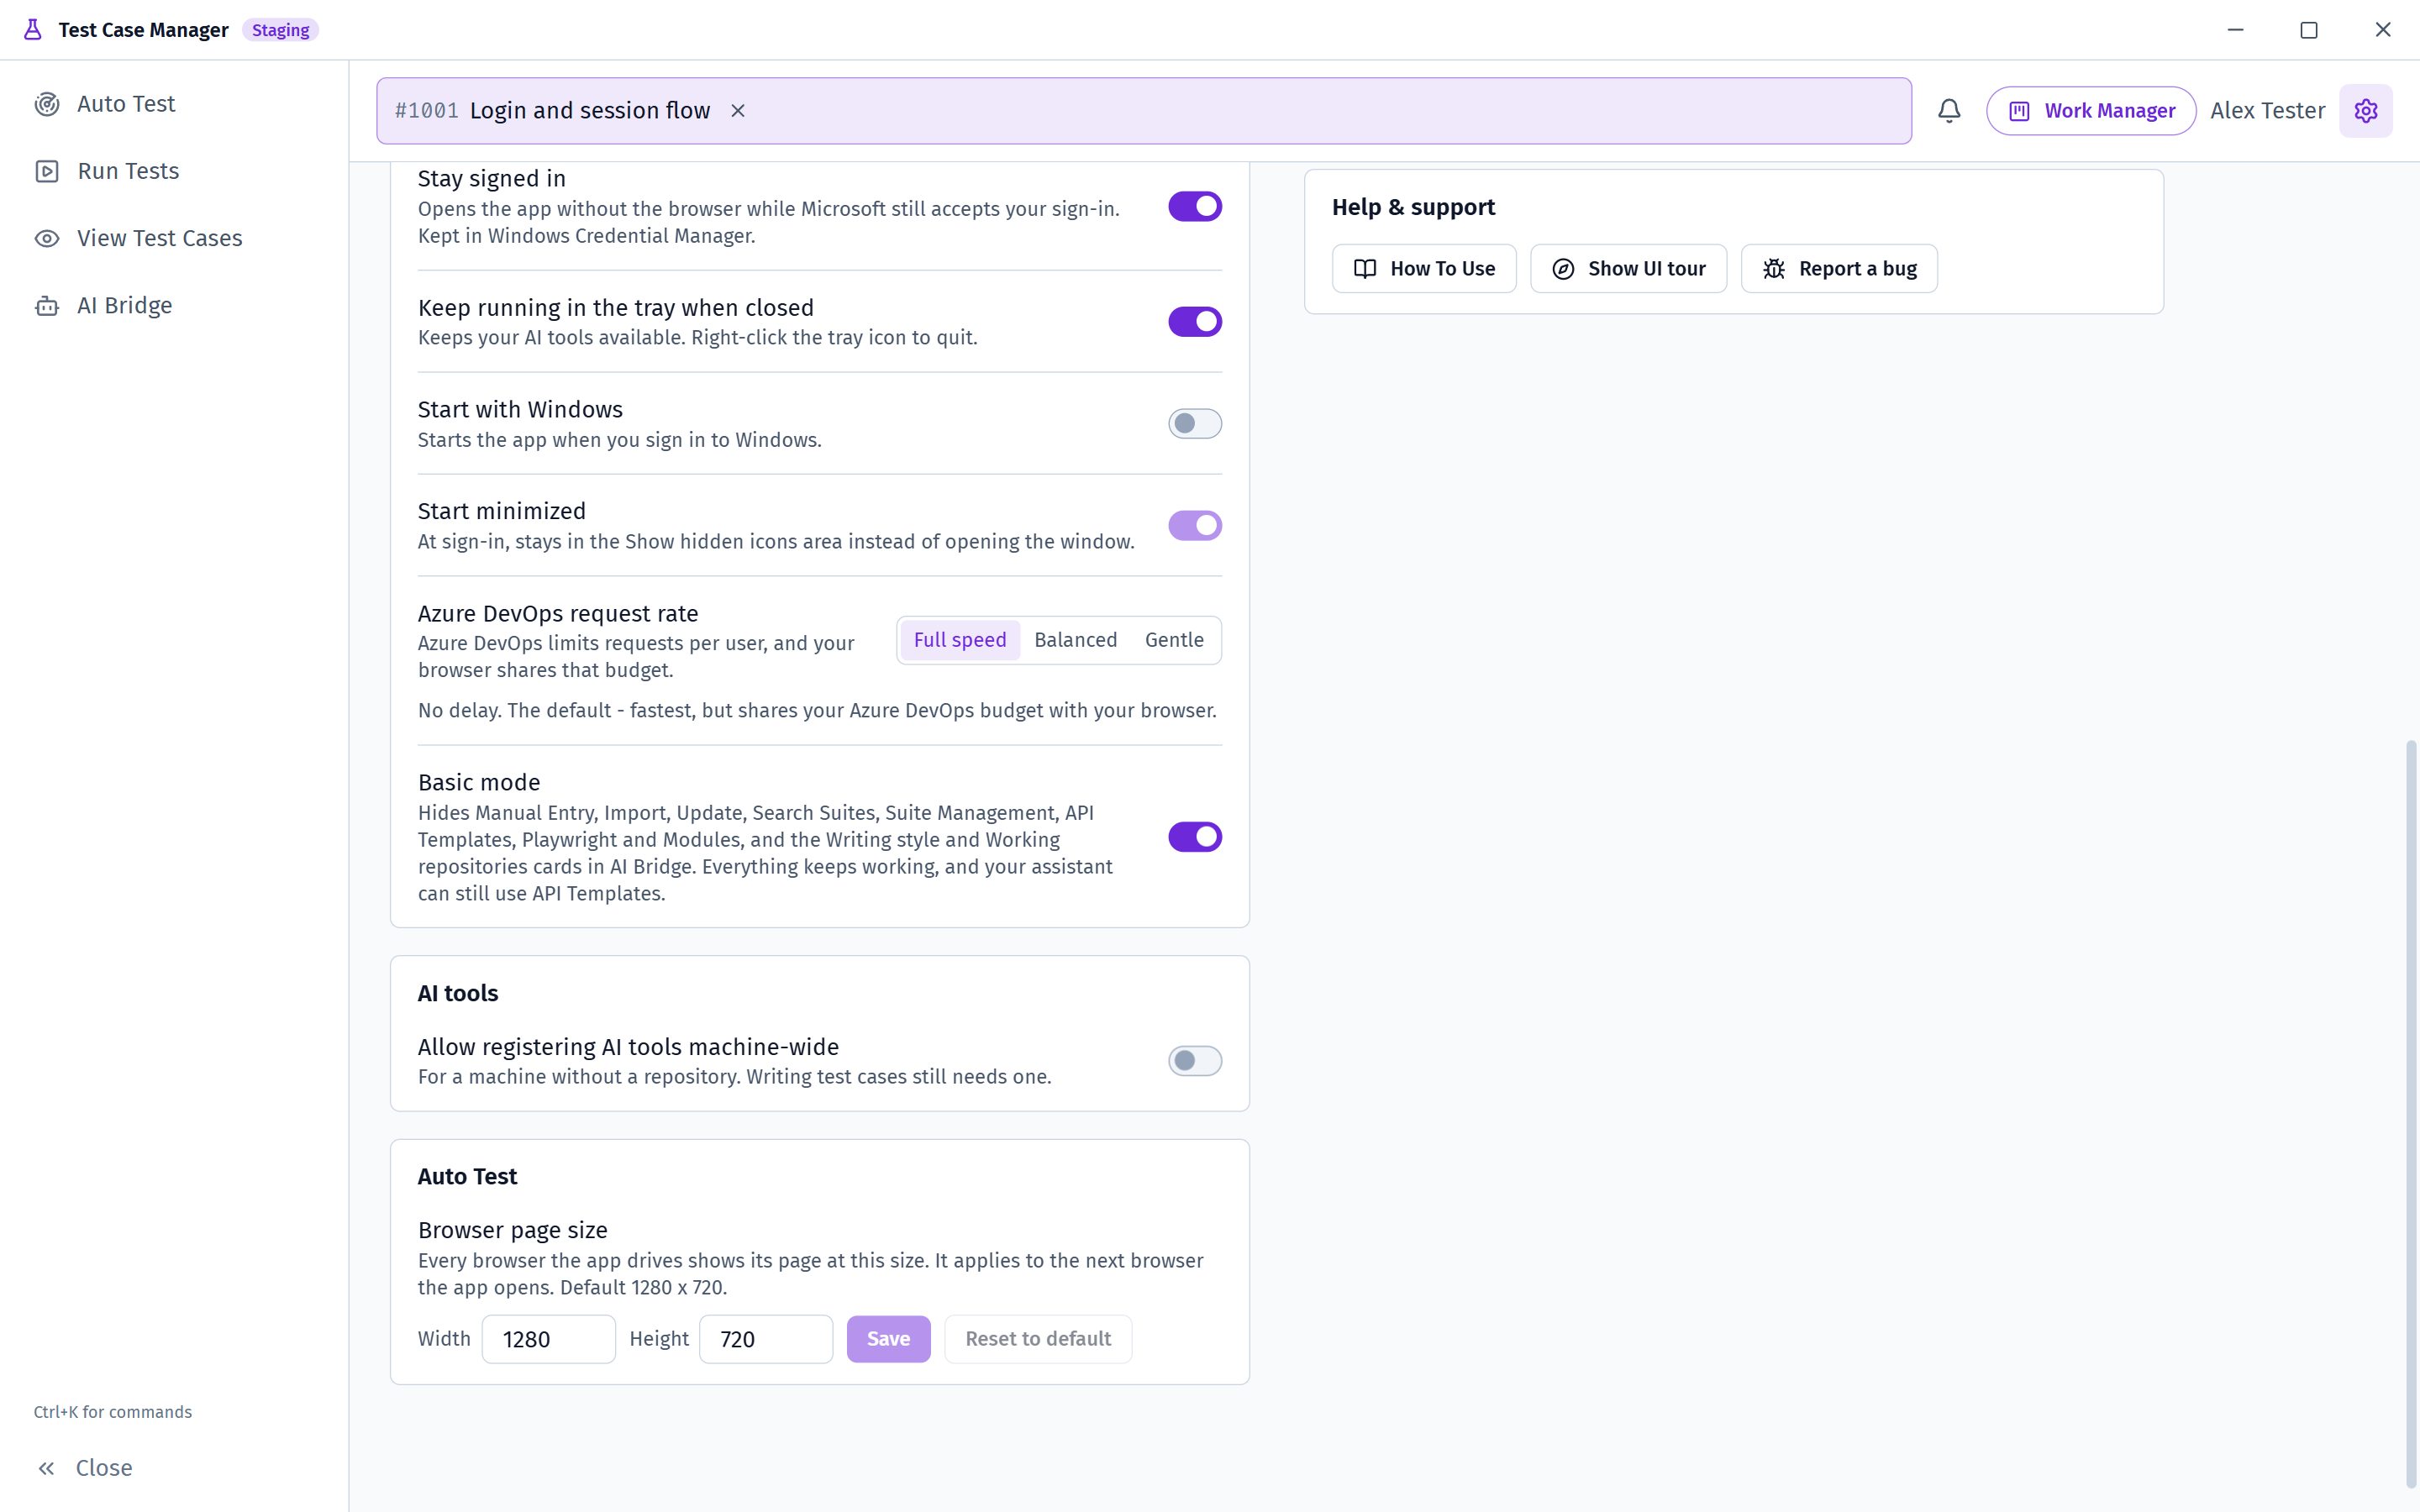 Test Case Manager Staging
Auto Test
Run Tests
View Test Cases
AI Bridge
Ctrl+K for commands
Close
#1001 Login and session flow
Work Manager
Alex Tester
Stay signed in
Opens the app without the browser while Microsoft still accepts your sign-in.
Kept in Windows Credential Manager.
Keep running in the tray when closed
Keeps your AI tools available. Right-click the tray icon to quit.
Start with Windows
Starts the app when you sign in to Windows.
Start minimized
At sign-in, stays in the Show hidden icons area instead of opening the window.
Azure DevOps request rate
Azure DevOps limits requests per user, and your
browser shares that budget.
Full speed Balanced Gentle
No delay. The default - fastest, but shares your Azure DevOps budget with your browser.
Basic mode
Hides Manual Entry, Import, Update, Search Suites, Suite Management, API
Templates, Playwright and Modules, and the Writing style and Working
repositories cards in AI Bridge. Everything keeps working, and your assistant
can still use API Templates.
AI tools
Allow registering AI tools machine-wide
For a machine without a repository. Writing test cases still needs one.
Auto Test
Browser page size
Every browser the app drives shows its page at this size. It applies to the next browser
the app opens. Default 1280 x 720.
Width 1280 Height 720 Save Reset to default
Help & support
How To Use Show UI tour Report a bug